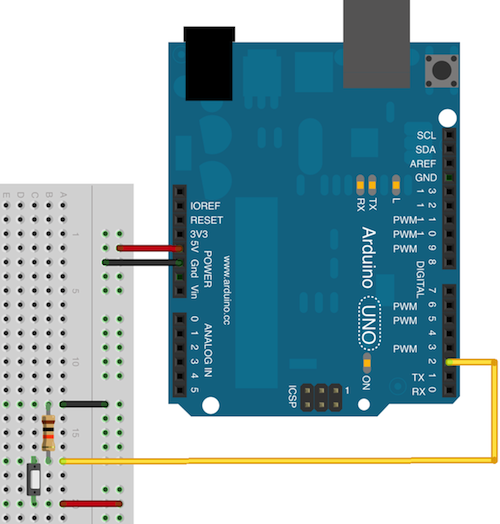 SCL
SDA
AREF
GND
13
12
PWM 11
PWM 10
PWM 9
8
DIGITAL
7
PWM 6
PWM 5
4
PWM 3
2
TX 1
RX 0
IOREF
RESET
3V3
5V
Gnd
Vin
POWER
www.arduino.cc
ANALOG IN
0
1
2
3
4
5
RX
TX
L
Arduino
UNO
ON
ICSP
1
E D C B A
1
5
10
15